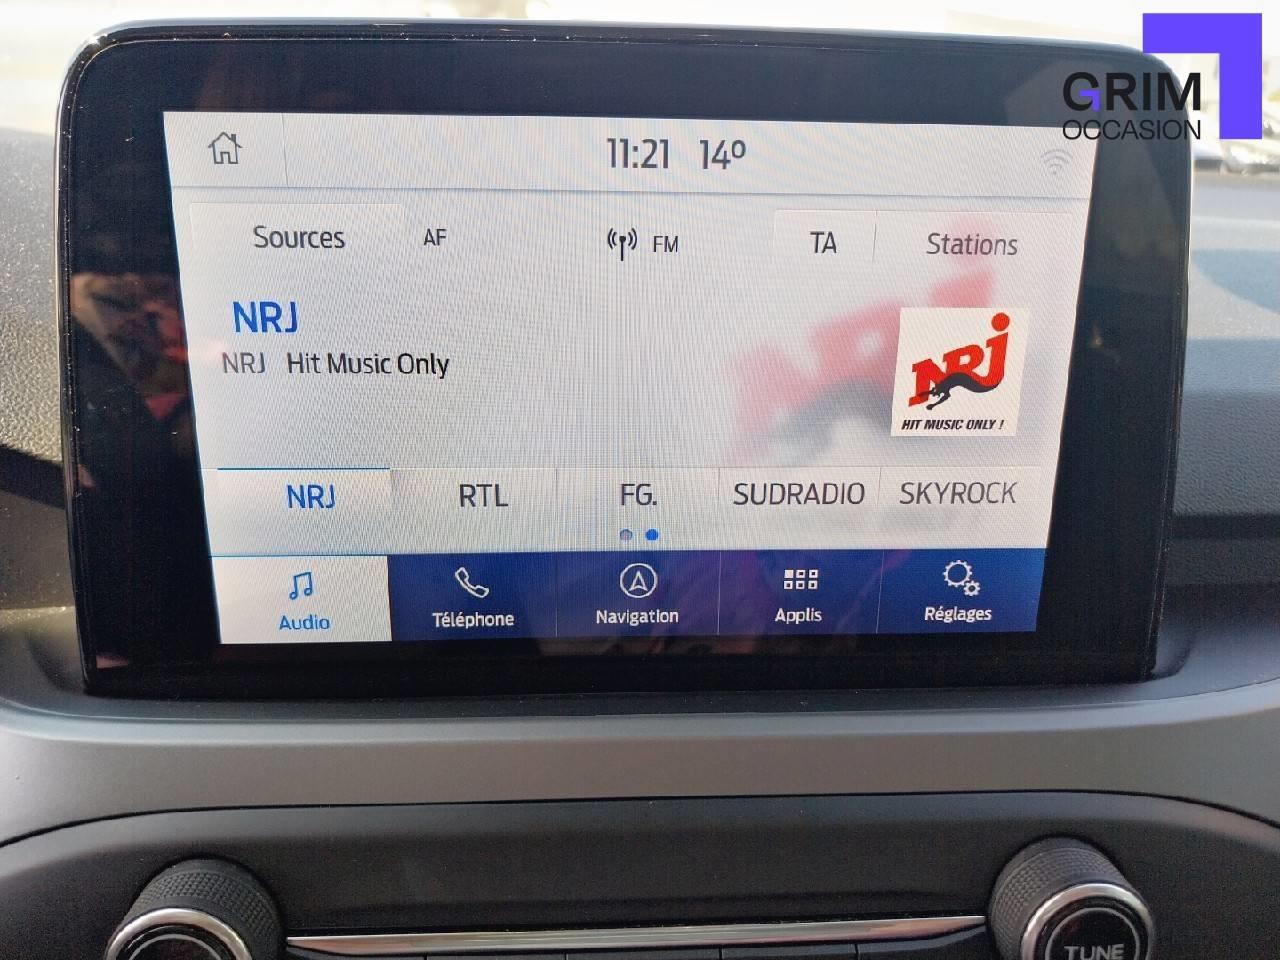 GRIM
OCCASION
11:21 14º
Sources AF FM TA Stations
NRJ
NRJ Hit Music Only
NRJ
HIT MUSIC ONLY !
NRJ RTL FG. SUDRADIO SKYROCK
Audio Téléphone Navigation Applis Réglages
TUNE